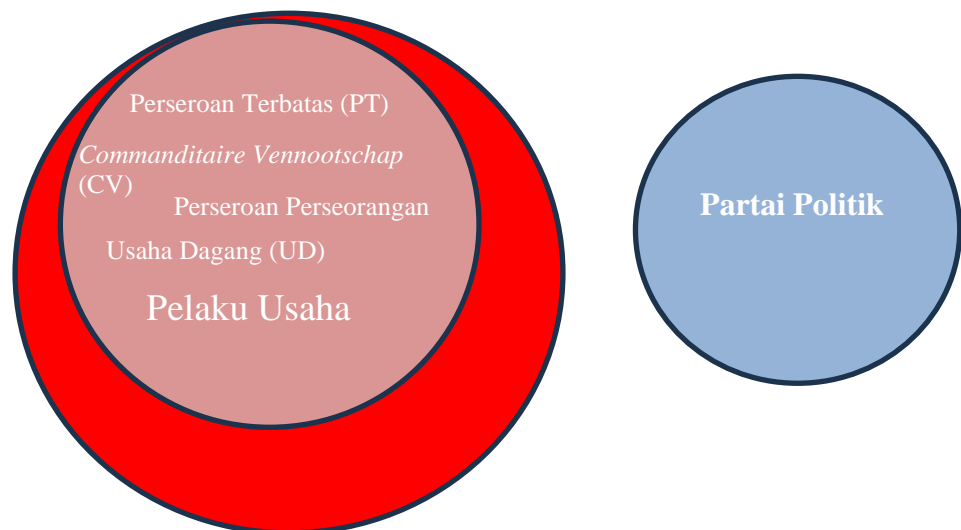 Perseroan Terbatas (PT)
Commanditaire Vennootschap
(CV)
Perseroan Perseorangan
Usaha Dagang (UD)
Pelaku Usaha
Partai Politik